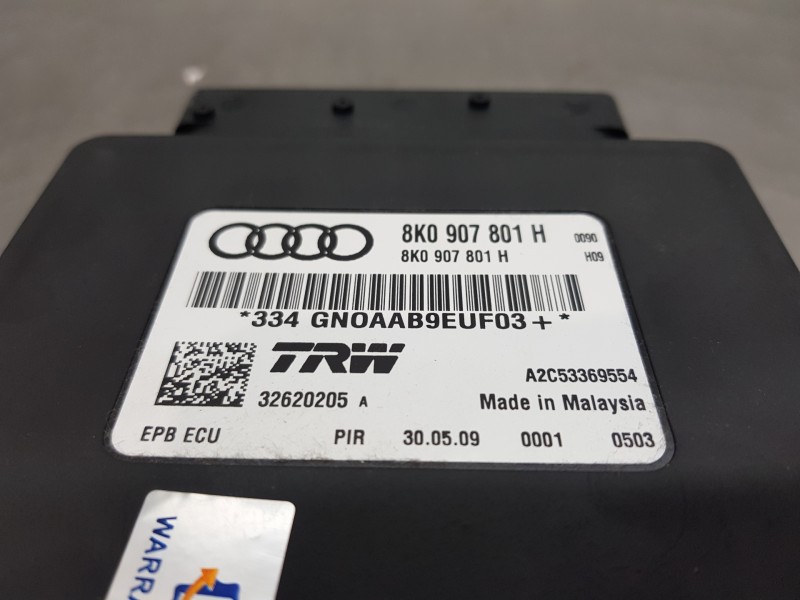 8K0 907 801 H 0090
8K0 907 801 H H09
*334 GN0AAB9EUF03+*
TRW
A2C53369554
32620205 A
Made in Malaysia
EPB ECU PIR 30.05.09 0001 0503